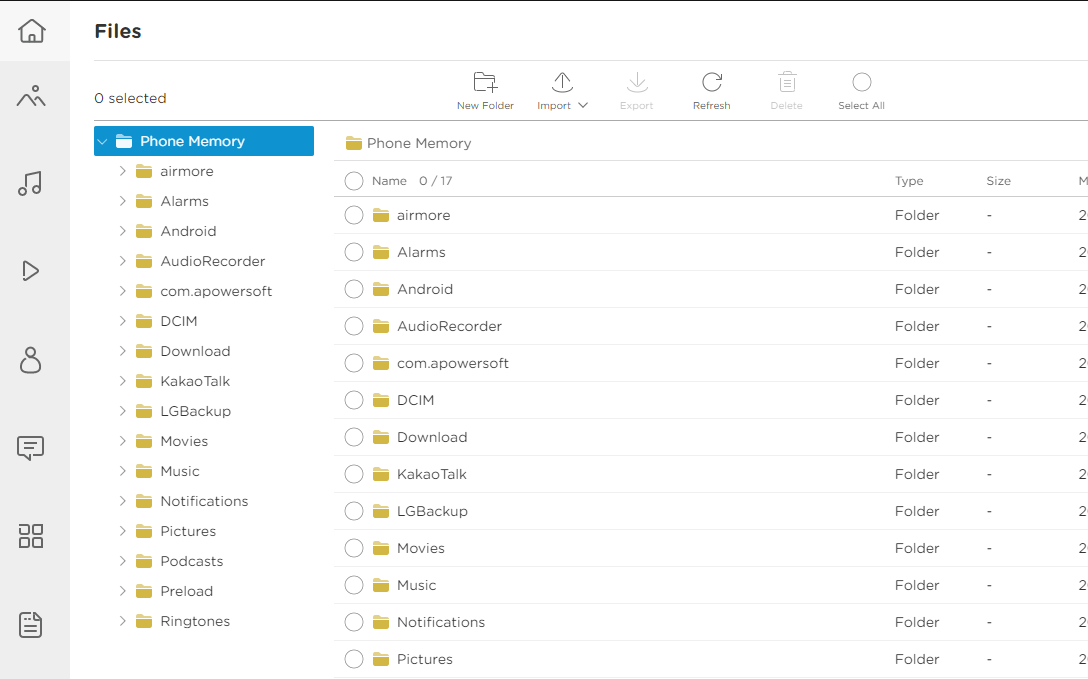 Files
0 selected
New Folder
Import
Export
Refresh
Delete
Select All
Phone Memory
airmore
Alarms
Android
AudioRecorder
com.apowersoft
DCIM
Download
KakaoTalk
LGBackup
Movies
Music
Notifications
Pictures
Podcasts
Preload
Ringtones
Phone Memory
Name 0 / 17 Type Size M
airmore Folder - 2
Alarms Folder - 2
Android Folder - 2
AudioRecorder Folder - 2
com.apowersoft Folder - 2
DCIM Folder - 2
Download Folder - 2
KakaoTalk Folder - 2
LGBackup Folder - 2
Movies Folder - 2
Music Folder - 2
Notifications Folder - 2
Pictures Folder - 2